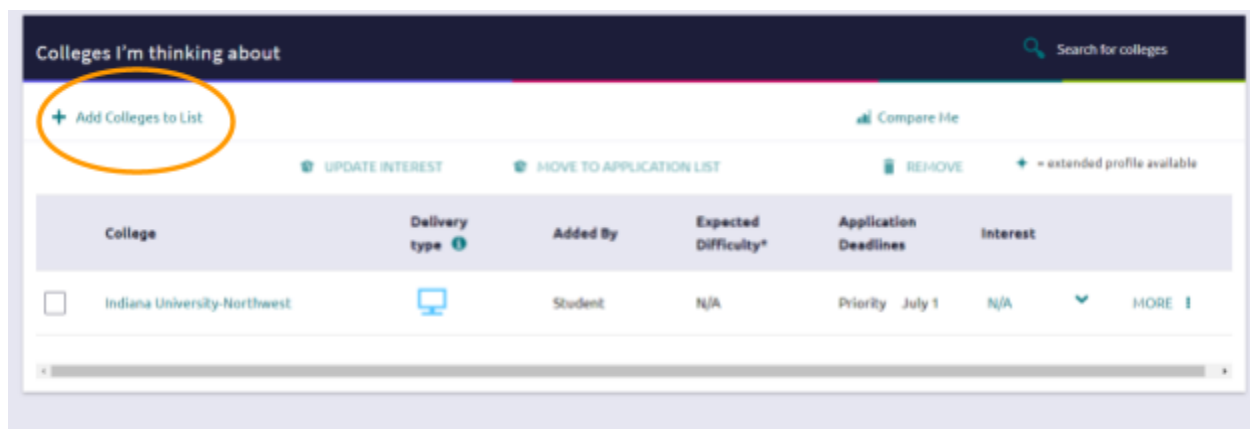 Colleges I'm thinking about
Search for colleges
+ Add Colleges to List
Compare Me
UPDATE INTEREST
MOVE TO APPLICATION LIST
REMOVE
+ = extended profile available
College
Delivery type
Added By
Expected Difficulty*
Application Deadlines
Interest
Indiana University-Northwest
Student
N/A
Priority July 1
N/A
MORE